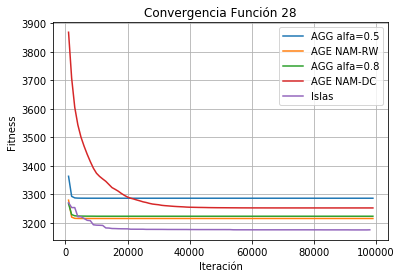 Convergencia Función 28
Fitness
3900
3800
3700
3600
3500
3400
3300
3200
AGG alfa=0.5
AGE NAM-RW
AGG alfa=0.8
AGE NAM-DC
Islas
0 20000 40000 60000 80000 100000
Iteración